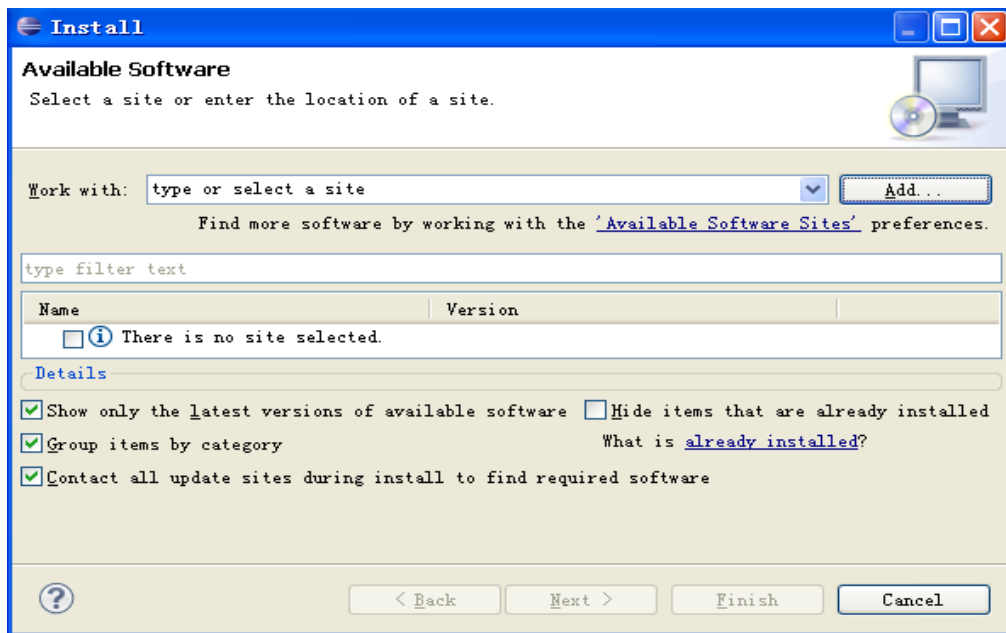 Install
Available Software
Select a site or enter the location of a site.
Work with: type or select a site Add...
Find more software by working with the 'Available Software Sites' preferences.
type filter text
Name Version
There is no site selected.
Details
Show only the latest versions of available software Hide items that are already installed
Group items by category What is already installed?
Contact all update sites during install to find required software
? < Back Next > Finish Cancel